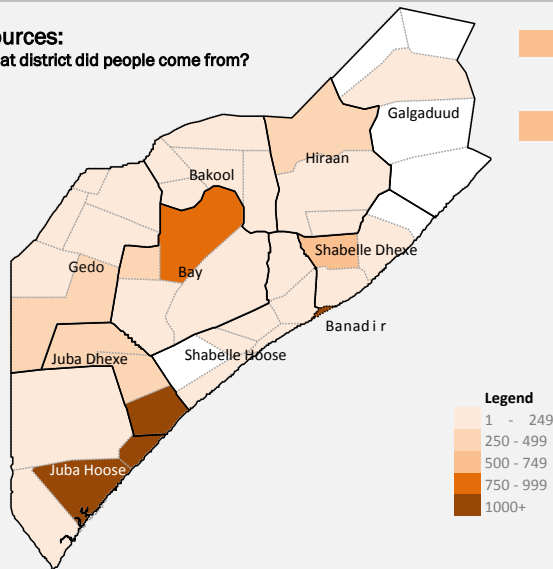 urces:
at district did people come from?
Galgaduud
Hiraan
Bakool
Shabelle Dhexe
Gedo
Bay
Banadir
Juba Dhexe
Shabelle Hoose
Juba Hoose
Legend
1 - 249
250 - 499
500 - 749
750 - 999
1000+